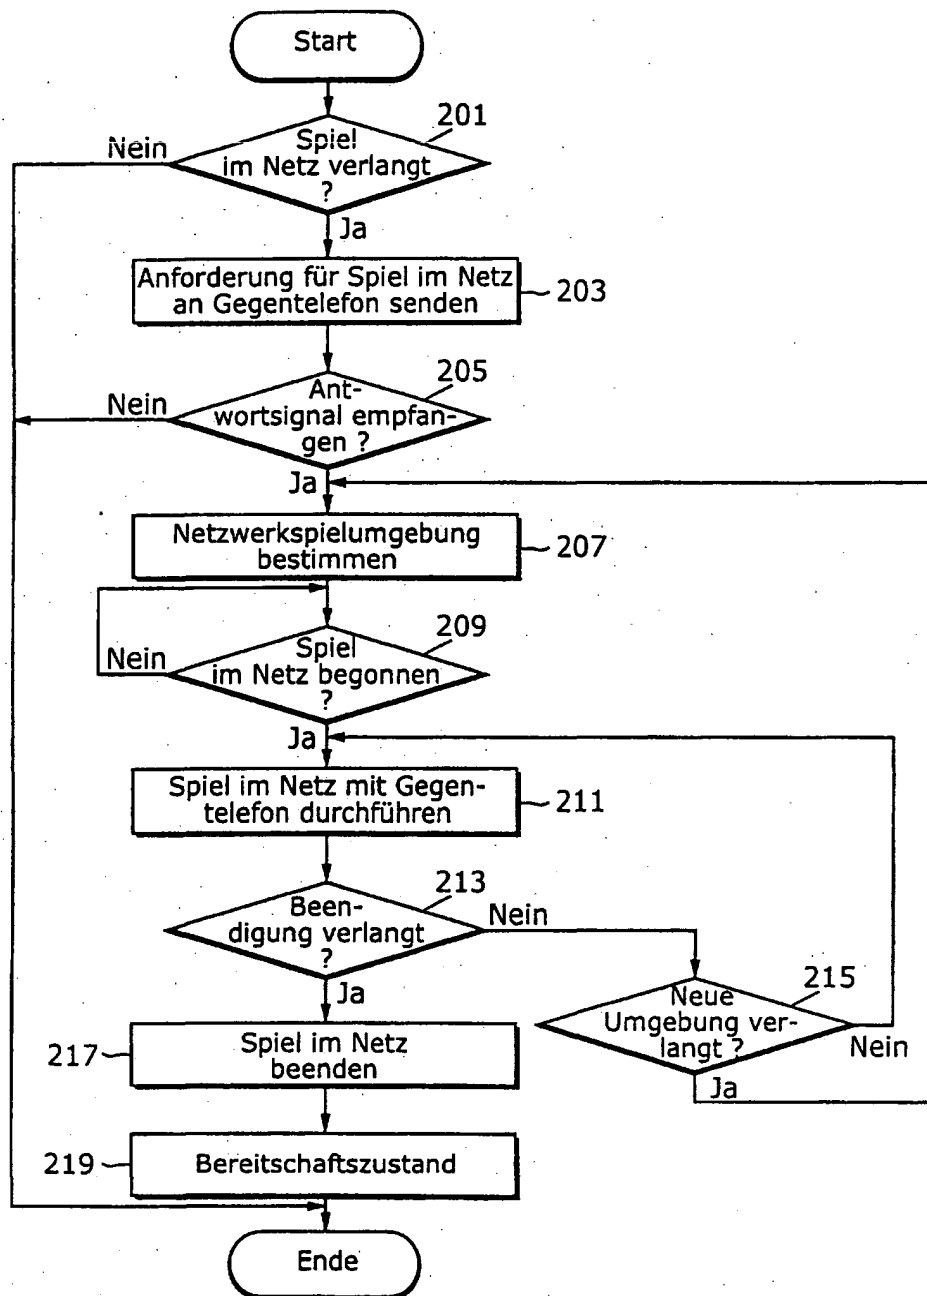 Start
201
Nein
Spiel
im Netz verlangt
?
Ja
Anforderung für Spiel im Netz
an Gegentelefon senden
203
205
Nein
Ant-
wortsignal empfan-
gen ?
Ja
Netzwerkspielumgebung
bestimmen
207
209
Nein
Spiel
im Netz begonnen
?
Ja
Spiel im Netz mit Gegen-
telefon durchführen
211
213
Been-
digung verlangt
?
Nein
Ja
215
Neue
Umgebung ver-
langt ?
Nein
Ja
217
Spiel im Netz
beenden
219
Bereitschaftszustand
Ende